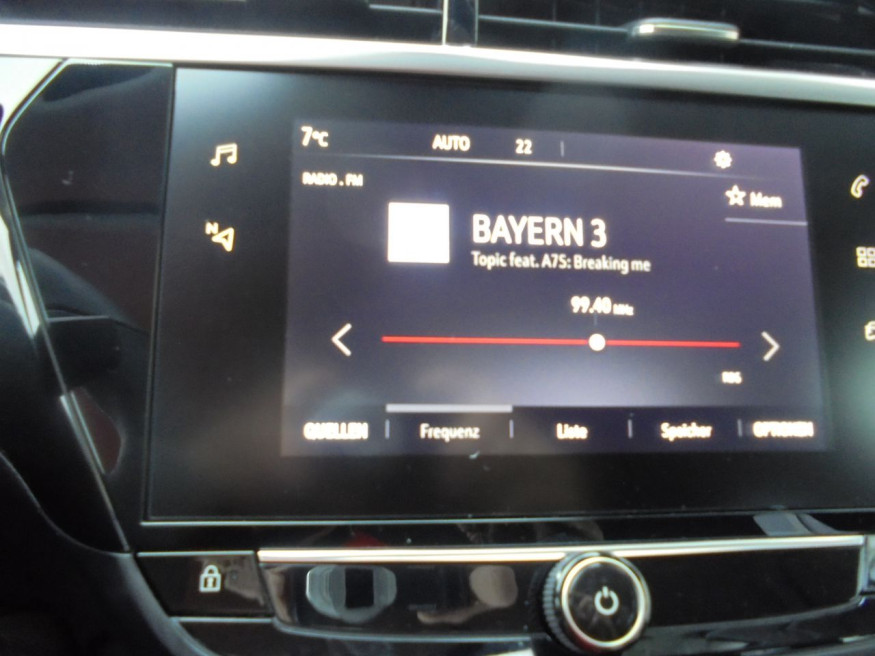 7°C AUTO 22
RADIO . FM
Mem
BAYERN 3
Topic feat. A7S: Breaking me
99.40 MHz
RDS
N
QUELLEN Frequenz Liste Speicher OPTIONEN